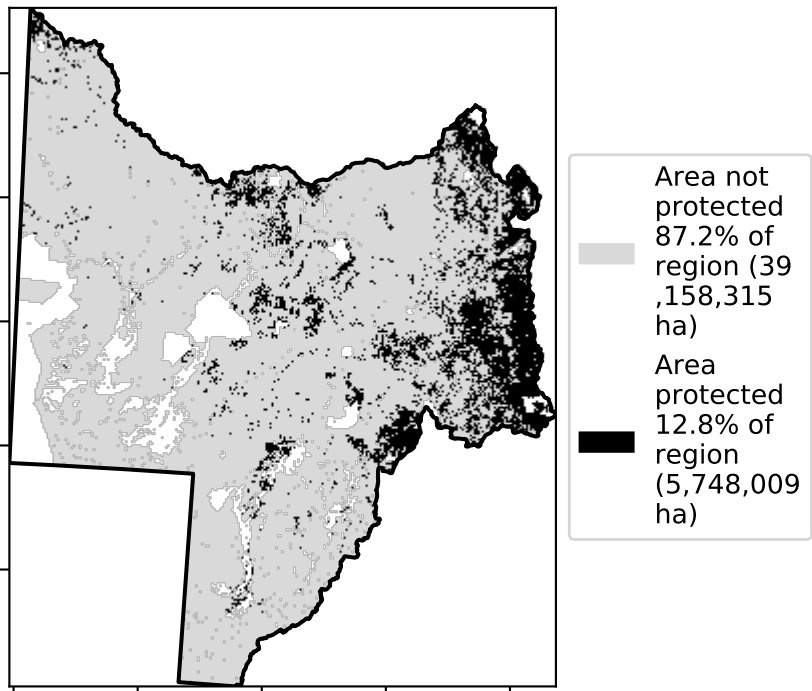 Area not
protected
87.2% of
region (39
,158,315
ha)
Area
protected
12.8% of
region
(5,748,009
ha)